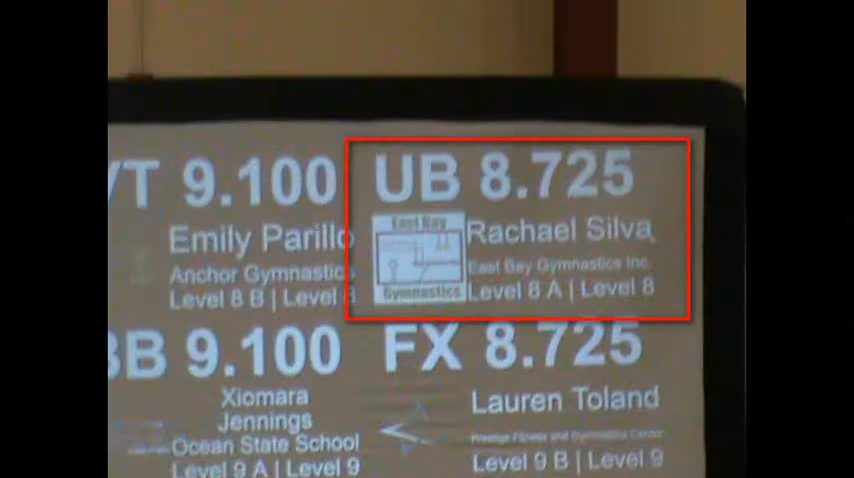 VT 9.100
Emily Parillo
Anchor Gymnastics
Level 8 B | Level 8
UB 8.725
East Bay
Gymnastics
Rachael Silva
East Bay Gymnastics Inc.
Level 8 A | Level 8
BB 9.100
Xiomara
Jennings
Ocean State School
Level 9 A | Level 9
FX 8.725
Lauren Toland
Prestige Fitness and Gymnastics Center
Level 9 B | Level 9